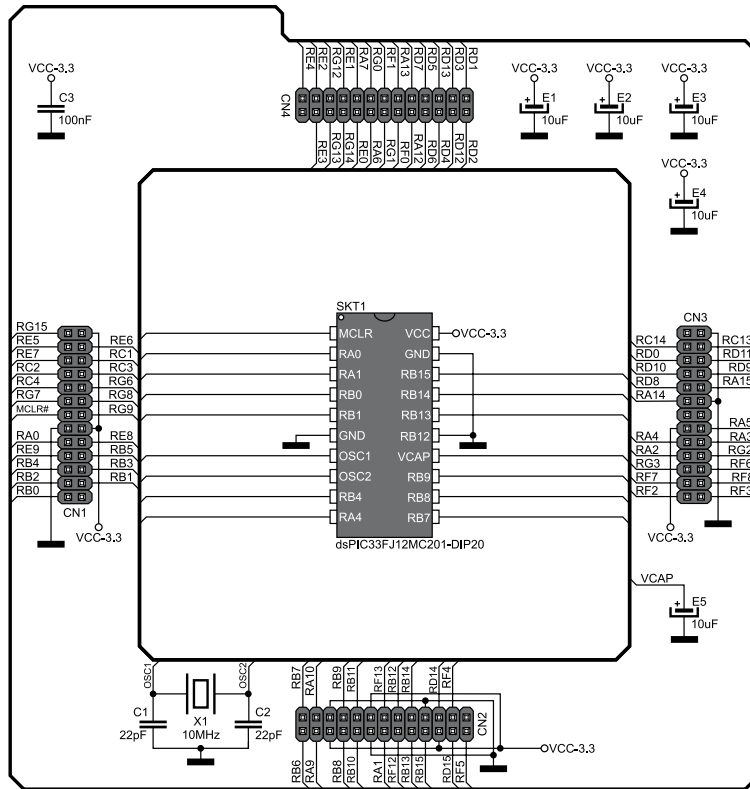 RE4
RE2
RG12
RE1
RA7
RG0
RF1
RA13
RD7
RD5
RD13
RD3
RD1
CN4
RE3
RG13
RG14
RE0
RA6
RG1
RF0
RA12
RD6
RD4
RD12
RD2
VCC-3.3
C3
100nF
VCC-3.3
E1
10uF
VCC-3.3
E2
10uF
VCC-3.3
E3
10uF
VCC-3.3
E4
10uF
SKT1
MCLR
RA0
RA1
RB0
RB1
GND
OSC1
OSC2
RB4
RA4
VCC
GND
RB15
RB14
RB13
RB12
VCAP
RB9
RB8
RB7
VCC-3.3
dsPIC33FJ12MC201-DIP20
RG15
RE5
RE7
RC2
RC4
RG7
MCLR#
RA0
RE9
RB4
RB2
RB0
RE6
RC1
RC3
RG6
RG8
RG9
RE8
RB5
RB3
RB1
CN1
VCC-3.3
CN3
RC14
RD0
RD10
RD8
RA14
RA4
RA2
RG3
RF7
RF2
RC13
RD11
RD9
RA15
RA5
RA3
RG2
RF6
RF8
RF3
VCC-3.3
VCAP
E5
10uF
OSC1
OSC2
C1
22pF
X1
10MHz
C2
22pF
RB7
RA10
RB9
RB11
RF13
RB12
RB14
RD14
RF4
CN2
VCC-3.3
RB6
RA9
RB8
RB10
RA1
RF12
RB13
RB15
RD15
RF5